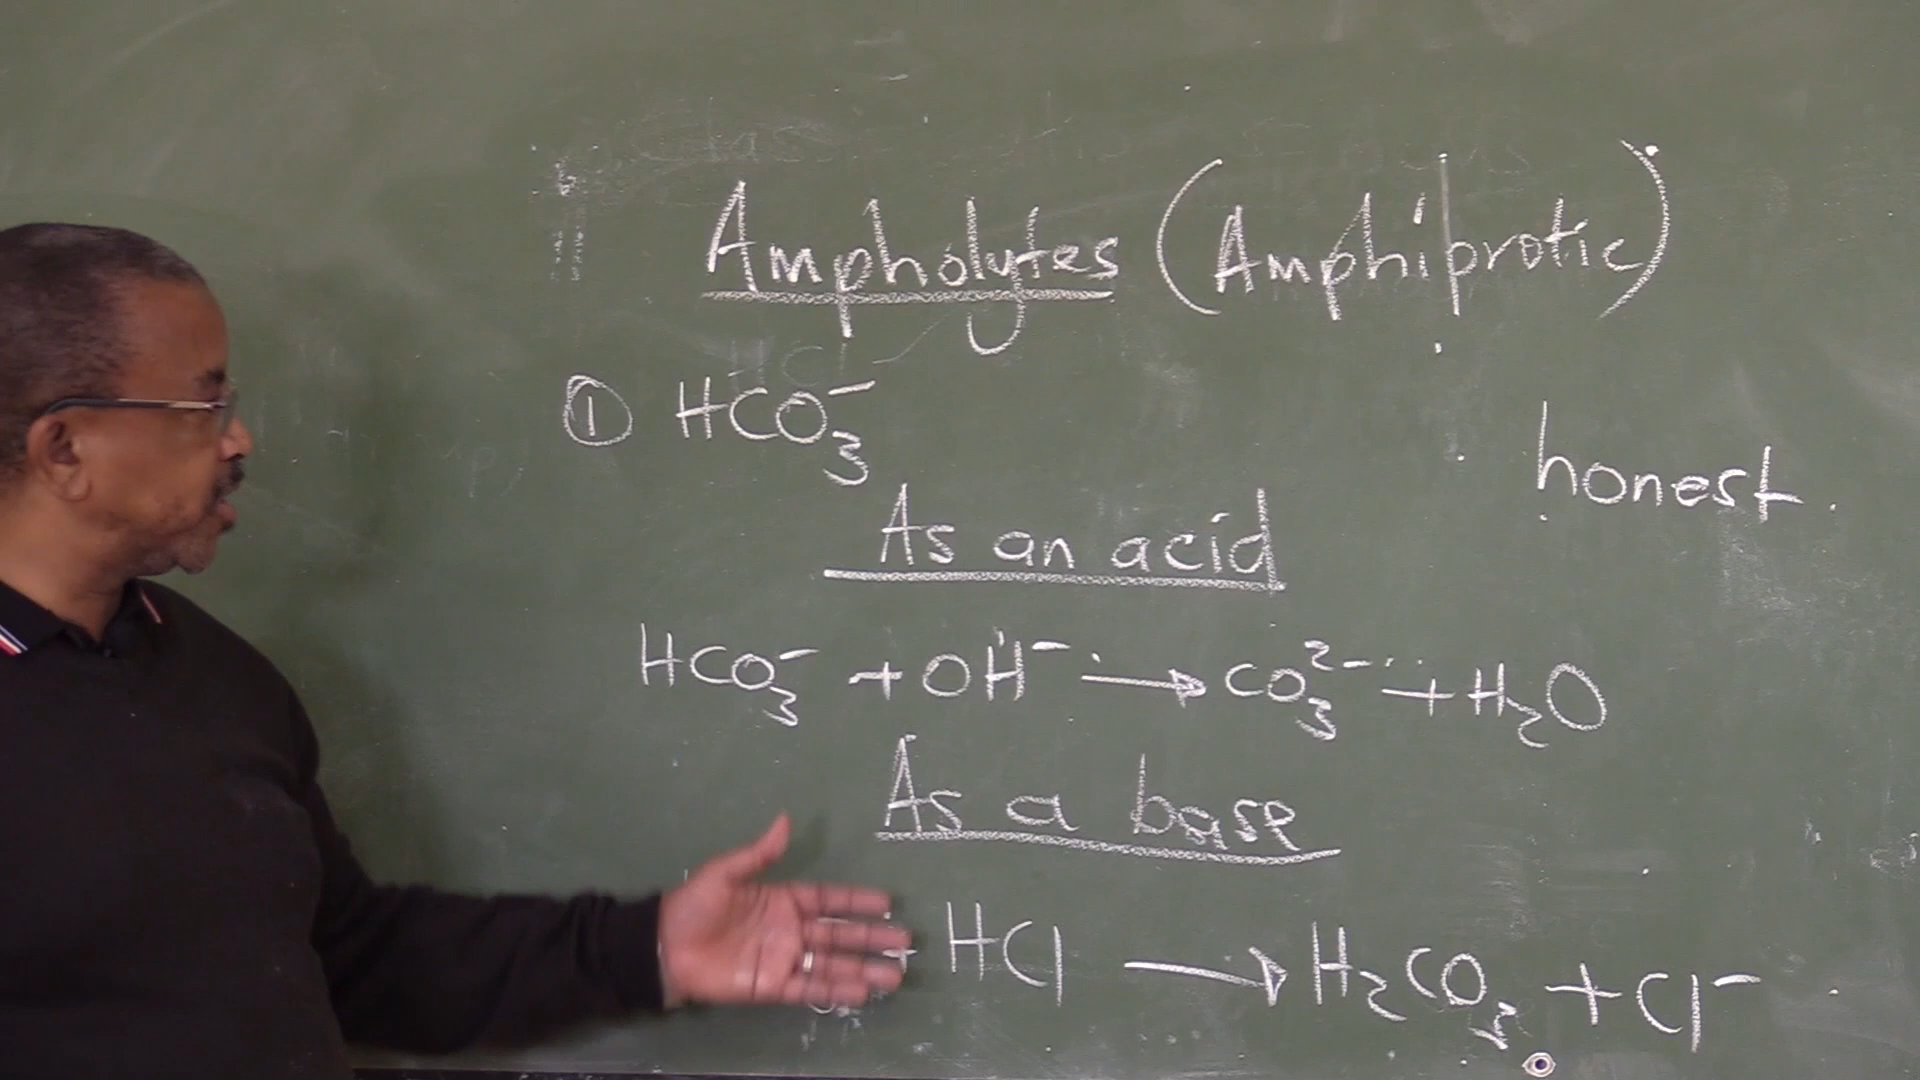 Ampholytes (Amphiprotic)
① HCO₃⁻
honest.
As an acid
HCO₃⁻ + OH⁻ → CO₃²⁻ + H₂O
As a base
+ HCl → H₂CO₃ + Cl⁻